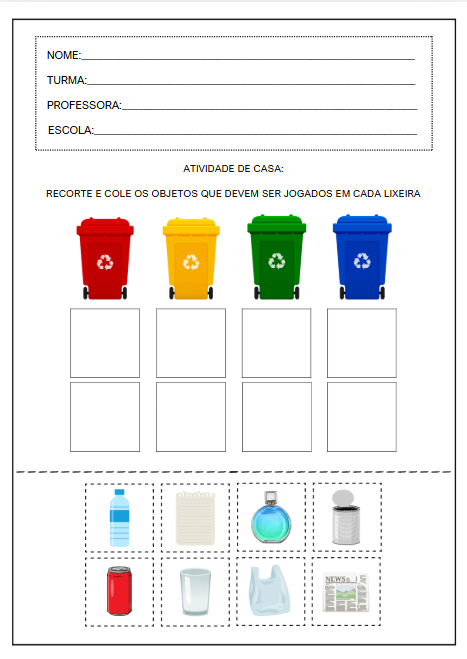 NOME:
TURMA:
PROFESSORA:
ESCOLA:
ATIVIDADE DE CASA:
RECORTE E COLE OS OBJETOS QUE DEVEM SER JOGADOS EM CADA LIXEIRA
NEWS